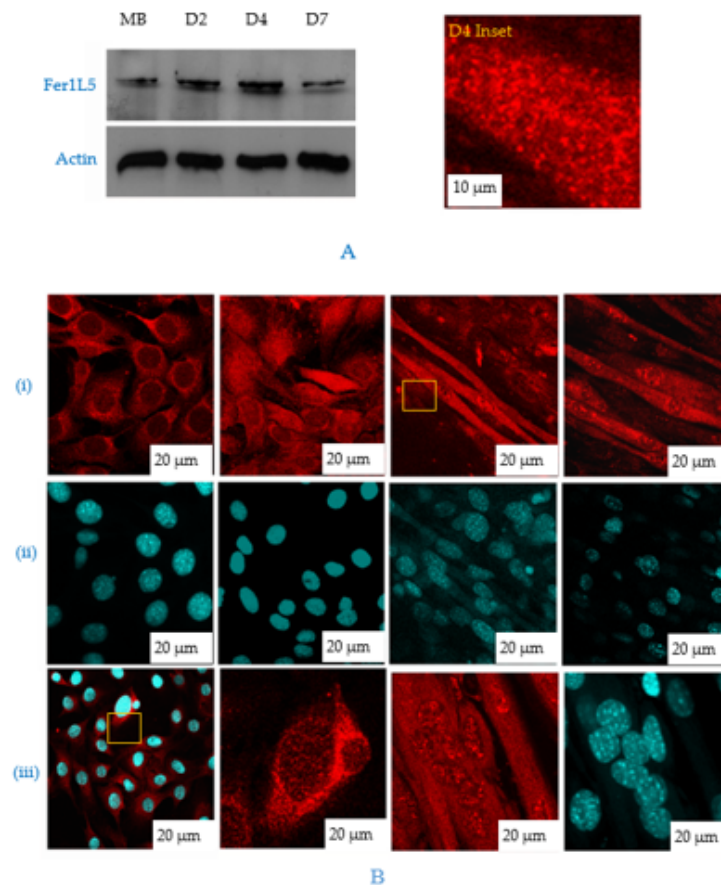 MB D2 D4 D7
Fer1L5
Actin
D4 Inset
10 µm
A
(i)
20 µm 20 µm 20 µm 20 µm
(ii)
20 µm 20 µm 20 µm 20 µm
(iii)
20 µm 20 µm 20 µm 20 µm
B